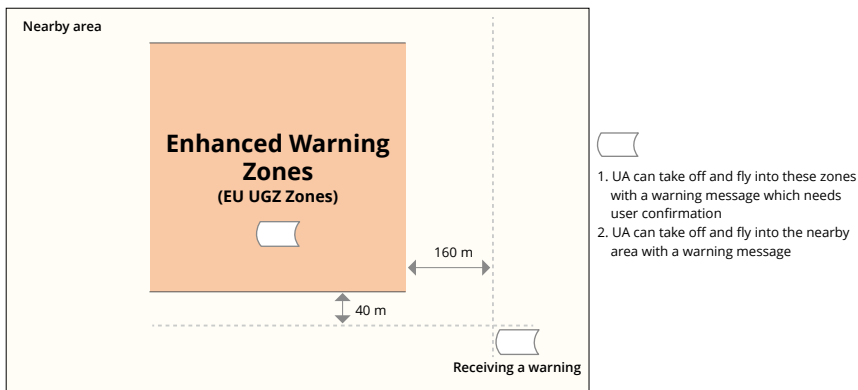 Nearby area
Enhanced Warning
Zones
(EU UGZ Zones)
160 m
40 m
Receiving a warning
1. UA can take off and fly into these zones
with a warning message which needs
user confirmation
2. UA can take off and fly into the nearby
area with a warning message